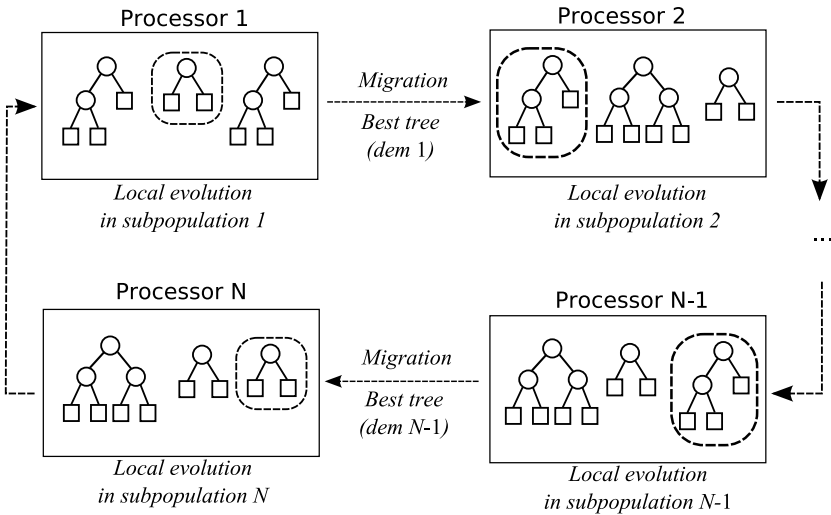 Processor 1
Migration
Best tree
(dem 1)
Processor 2
Local evolution
in subpopulation 1
Local evolution
in subpopulation 2
...
Processor N
Migration
Best tree
(dem N-1)
Processor N-1
Local evolution
in subpopulation N
Local evolution
in subpopulation N-1